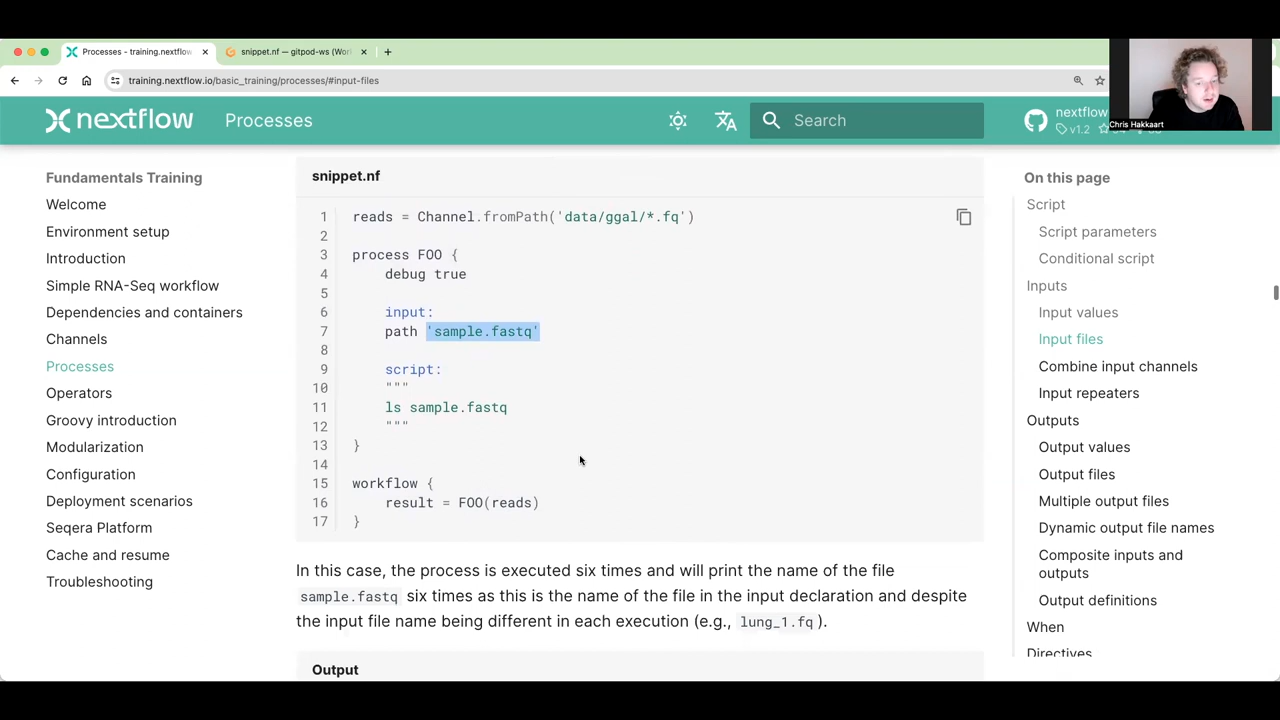 Processes - training.nextflow
snippet.nf — gitpod-ws (Wor
training.nextflow.io/basic_training/processes/#input-files
nextflow
Processes
Search
nextflow
v1.2
Chris Hakkaart
Fundamentals Training
Welcome
Environment setup
Introduction
Simple RNA-Seq workflow
Dependencies and containers
Channels
Processes
Operators
Groovy introduction
Modularization
Configuration
Deployment scenarios
Seqera Platform
Cache and resume
Troubleshooting
snippet.nf
1 reads = Channel.fromPath('data/ggal/*.fq')
2
3 process FOO {
4     debug true
5
6     input:
7     path 'sample.fastq'
8
9     script:
10     """
11     ls sample.fastq
12     """
13 }
14
15 workflow {
16     result = FOO(reads)
17 }
In this case, the process is executed six times and will print the name of the file
sample.fastq six times as this is the name of the file in the input declaration and despite
the input file name being different in each execution (e.g., lung_1.fq ).
Output
On this page
Script
Script parameters
Conditional script
Inputs
Input values
Input files
Combine input channels
Input repeaters
Outputs
Output values
Output files
Multiple output files
Dynamic output file names
Composite inputs and
outputs
Output definitions
When
Directives